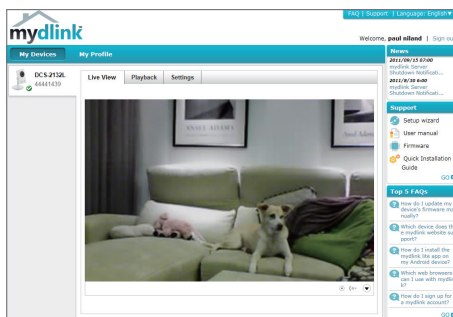 FAQ | Support | Language: English
mydlink
Welcome, paul niland | Sign ou
My Devices
My Profile
DCS-2132L
44441439
Live View
Playback
Settings
ANSEL ADAMS
News
2011/09/15 07:00
mydlink Server
Shutdown Notificati...
2011/8/30 6:00
mydlink Server
Shutdown Notificati...
Support
Setup wizard
User manual
Firmware
Quick Installation
Guide
GO
Top 5 FAQs
How do I update my
device's firmware ma
nually?
Which device does th
e mydlink website su
pport?
How do I install the
mydlink lite app on
my Android device?
Which web browsers
can I use with mydlin
k?
How do I sign up for
a mydlink account?
GO